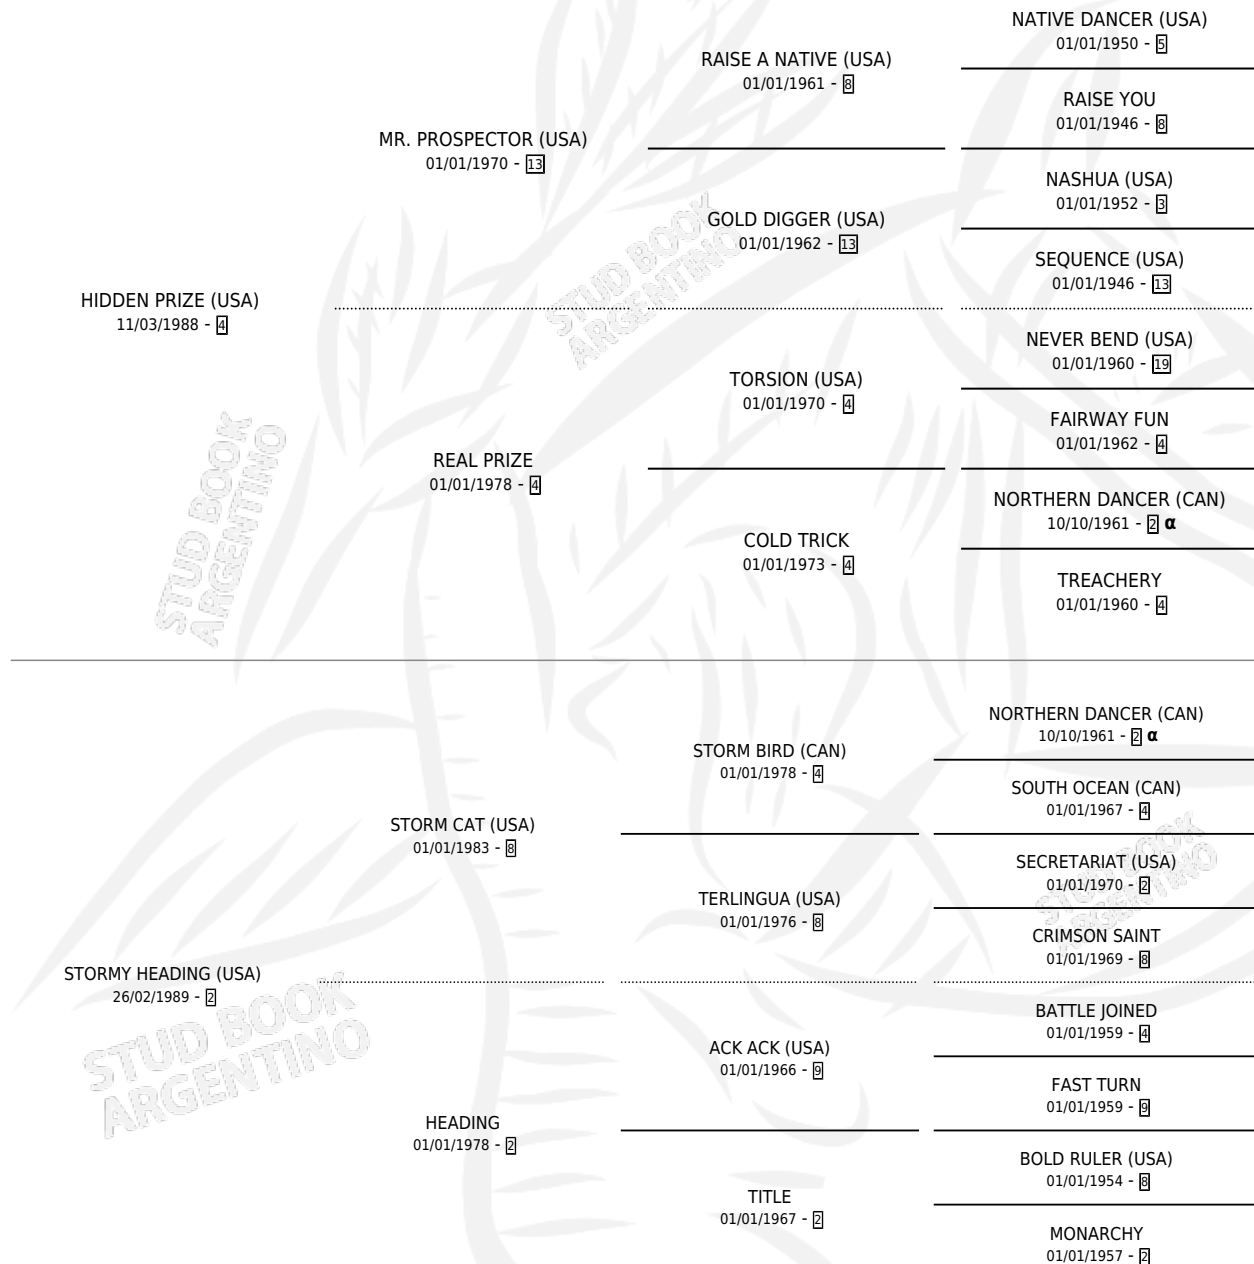 NATIVE DANCER (USA)
01/01/1950 - 5
RAISE A NATIVE (USA)
01/01/1961 - 8
RAISE YOU
01/01/1946 - 8
MR. PROSPECTOR (USA)
01/01/1970 - 13
NASHUA (USA)
01/01/1952 - 3
GOLD DIGGER (USA)
01/01/1962 - 13
SEQUENCE (USA)
01/01/1946 - 13
HIDDEN PRIZE (USA)
11/03/1988 - 4
NEVER BEND (USA)
01/01/1960 - 19
TORSION (USA)
01/01/1970 - 4
FAIRWAY FUN
01/01/1962 - 4
REAL PRIZE
01/01/1978 - 4
NORTHERN DANCER (CAN)
10/10/1961 - 2 α
COLD TRICK
01/01/1973 - 4
TREACHERY
01/01/1960 - 4
STUD BOOK
ARGENTINO
STUD BOOK
ARGENTINO
NORTHERN DANCER (CAN)
10/10/1961 - 2 α
STORM BIRD (CAN)
01/01/1978 - 4
SOUTH OCEAN (CAN)
01/01/1967 - 4
STORM CAT (USA)
01/01/1983 - 8
SECRETARIAT (USA)
01/01/1970 - 2
TERLINGUA (USA)
01/01/1976 - 8
CRIMSON SAINT
01/01/1969 - 8
STORMY HEADING (USA)
26/02/1989 - 2
BATTLE JOINED
01/01/1959 - 4
ACK ACK (USA)
01/01/1966 - 9
FAST TURN
01/01/1959 - 9
HEADING
01/01/1978 - 2
BOLD RULER (USA)
01/01/1954 - 8
TITLE
01/01/1967 - 2
MONARCHY
01/01/1957 - 2
STUD BOOK
ARGENTINO
STUD BOOK
ARGENTINO